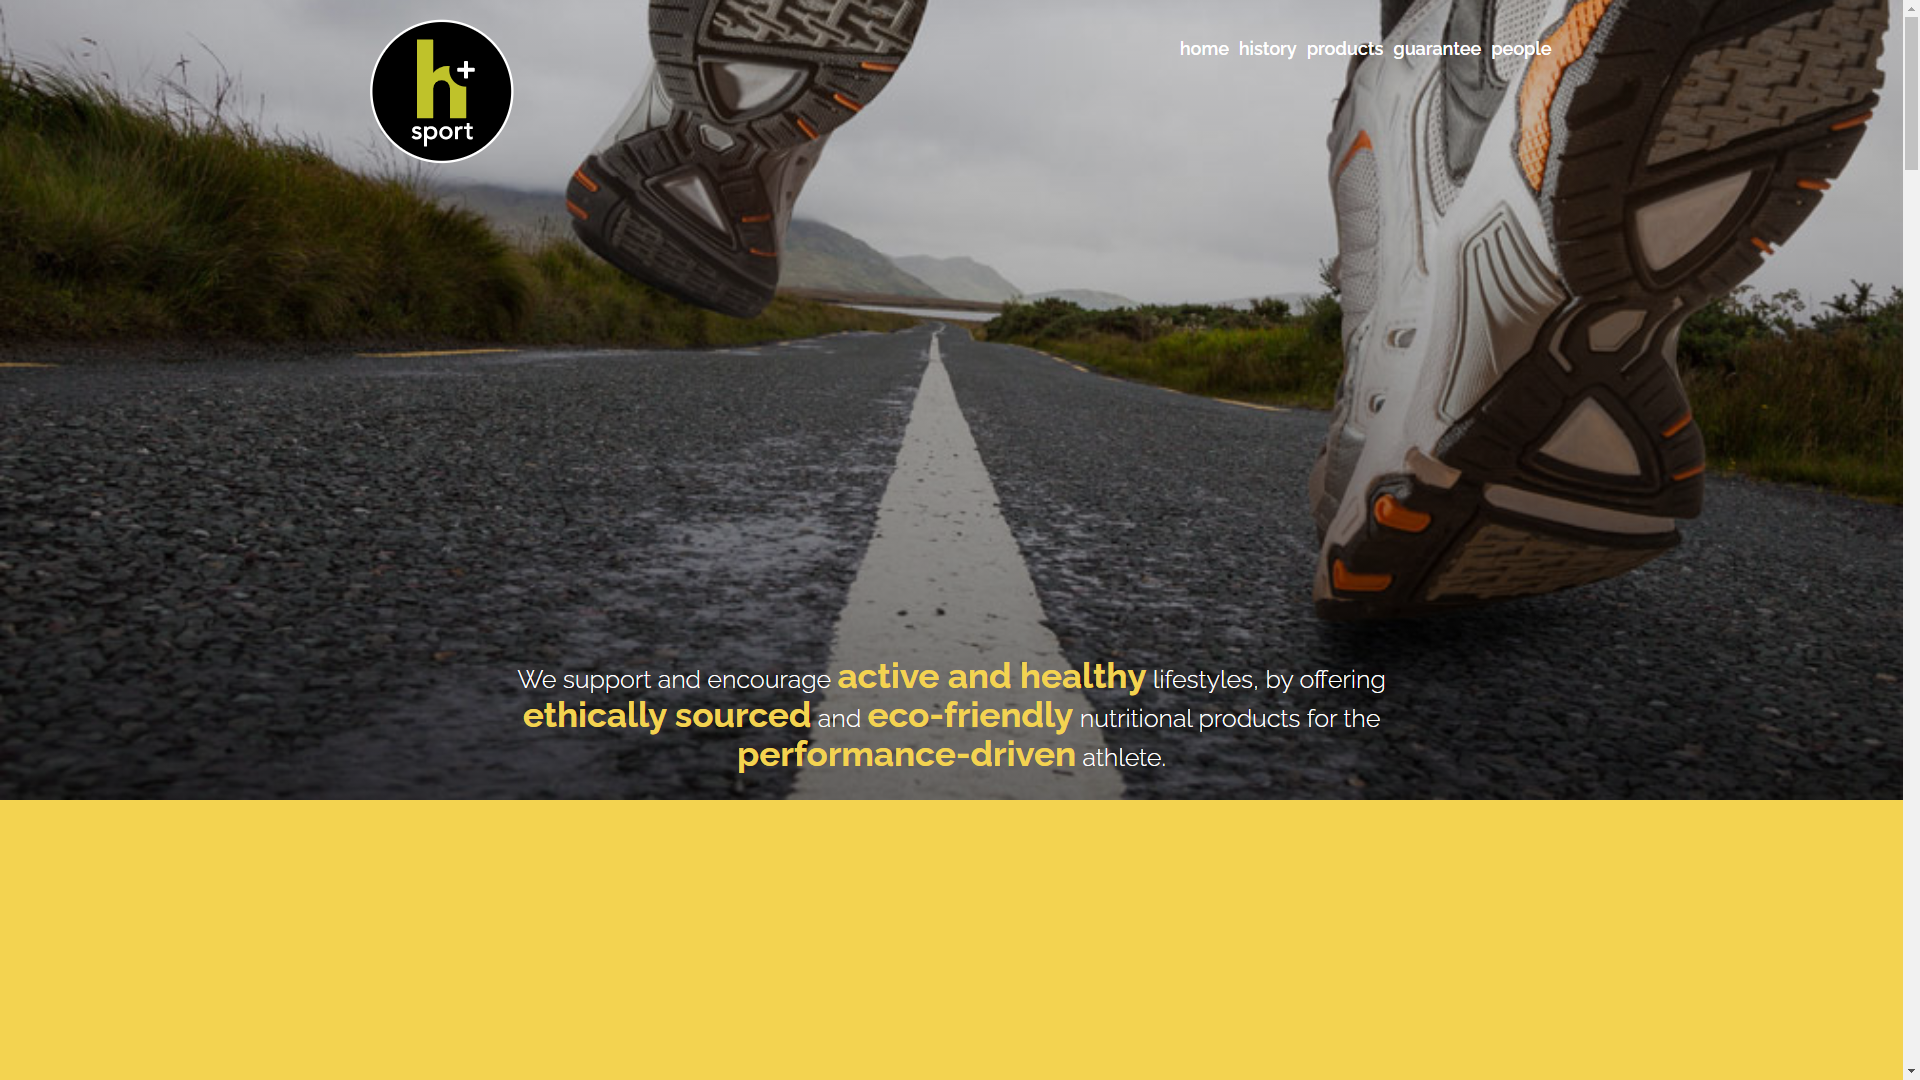 h+
sport
home history products guarantee people
We support and encourage active and healthy lifestyles, by offering
ethically sourced and eco-friendly nutritional products for the
performance-driven athlete.